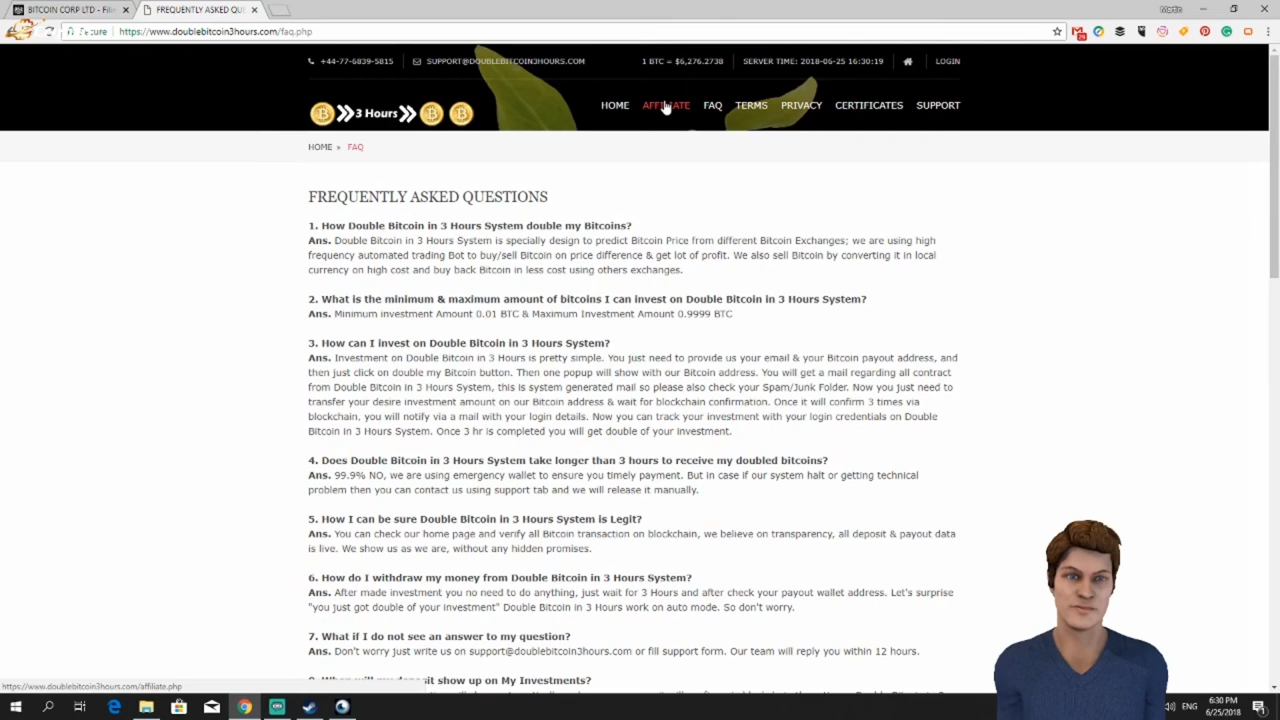 BITCOIN CORP LTD - File
FREQUENTLY ASKED QUE
https://www.doublebitcoin3hours.com/faq.php
+44-77-6839-5815
SUPPORT@DOUBLEBITCOIN3HOURS.COM
1 BTC = $6,276.2738
SERVER TIME: 2018-06-25 16:30:19
LOGIN
3 Hours
HOME AFFILIATE FAQ TERMS PRIVACY CERTIFICATES SUPPORT
HOME » FAQ
FREQUENTLY ASKED QUESTIONS
1. How Double Bitcoin in 3 Hours System double my Bitcoins?
Ans. Double Bitcoin in 3 Hours System is specially design to predict Bitcoin Price from different Bitcoin Exchanges; we are using high
frequency automated trading Bot to buy/sell Bitcoin on price difference & get lot of profit. We also sell Bitcoin by converting it in local
currency on high cost and buy back Bitcoin in less cost using others exchanges.
2. What is the minimum & maximum amount of bitcoins I can invest on Double Bitcoin in 3 Hours System?
Ans. Minimum investment Amount 0.01 BTC & Maximum Investment Amount 0.9999 BTC
3. How can I invest on Double Bitcoin in 3 Hours System?
Ans. Investment on Double Bitcoin in 3 Hours is pretty simple. You just need to provide us your email & your Bitcoin payout address, and
then just click on double my Bitcoin button. Then one popup will show with our Bitcoin address. You will get a mail regarding all contract
from Double Bitcoin in 3 Hours System, this is system generated mail so please also check your Spam/Junk Folder. Now you just need to
transfer your desire investment amount on our Bitcoin address & wait for blockchain confirmation. Once it will confirm 3 times via
blockchain, you will notify via a mail with your login details. Now you can track your investment with your login credentials on Double
Bitcoin in 3 Hours System. Once 3 hr is completed you will get double of your investment.
4. Does Double Bitcoin in 3 Hours System take longer than 3 hours to receive my doubled bitcoins?
Ans. 99.9% NO, we are using emergency wallet to ensure you timely payment. But in case if our system halt or getting technical
problem then you can contact us using support tab and we will release it manually.
5. How I can be sure Double Bitcoin in 3 Hours System is Legit?
Ans. You can check our home page and verify all Bitcoin transaction on blockchain, we believe on transparency, all deposit & payout data
is live. We show us as we are, without any hidden promises.
6. How do I withdraw my money from Double Bitcoin in 3 Hours System?
Ans. After made investment you no need to do anything, just wait for 3 Hours and after check your payout wallet address. Let's surprise
"you just got double of your investment" Double Bitcoin in 3 Hours work on auto mode. So don't worry.
7. What if I do not see an answer to my question?
Ans. Don't worry just write us on support@doublebitcoin3hours.com or fill support form. Our team will reply you within 12 hours.
deposit show up on My Investments?
https://www.doublebitcoin3hours.com/affiliate.php
ENG
6:30 PM
6/25/2018